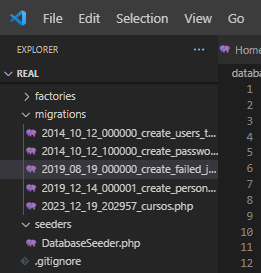 File Edit Selection View Go
EXPLORER
...
Home
REAL
databa
factories
1
migrations
2
2014_10_12_000000_create_users_t...
3
2014_10_12_100000_create_passwo...
4
2019_08_19_000000_create_failed_j...
5
2019_12_14_000001_create_person...
6
2023_12_19_202957_cursos.php
7
8
seeders
9
DatabaseSeeder.php
10
.gitignore
11
12